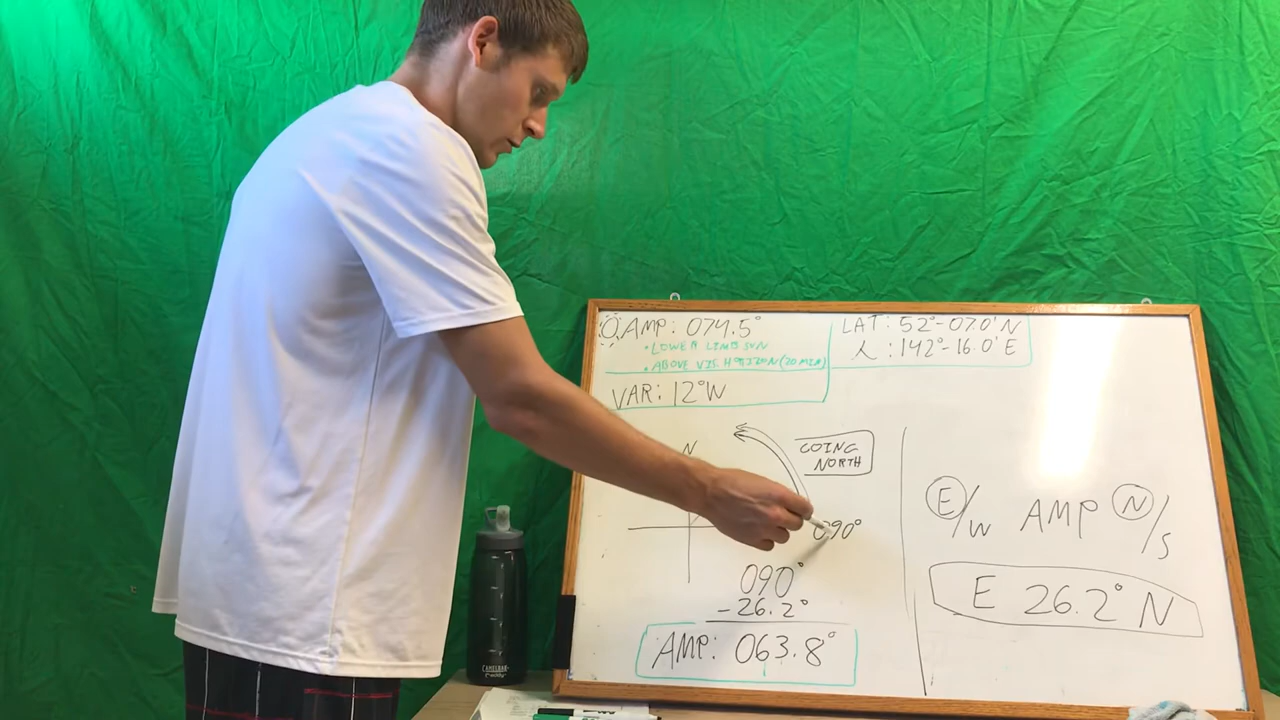 AMP: 074.5°
• LOWER LIMB SUN
• ABOVE VIS. HORIZON (20 MIN)
VAR: 12°W
LAT: 52°-07.0'N
λ: 142°-16.0'E
N
GOING
NORTH
090°
090°
-26.2°
AMP: 063.8°
E/W AMP N/S
E 26.2° N
CAMELBAK